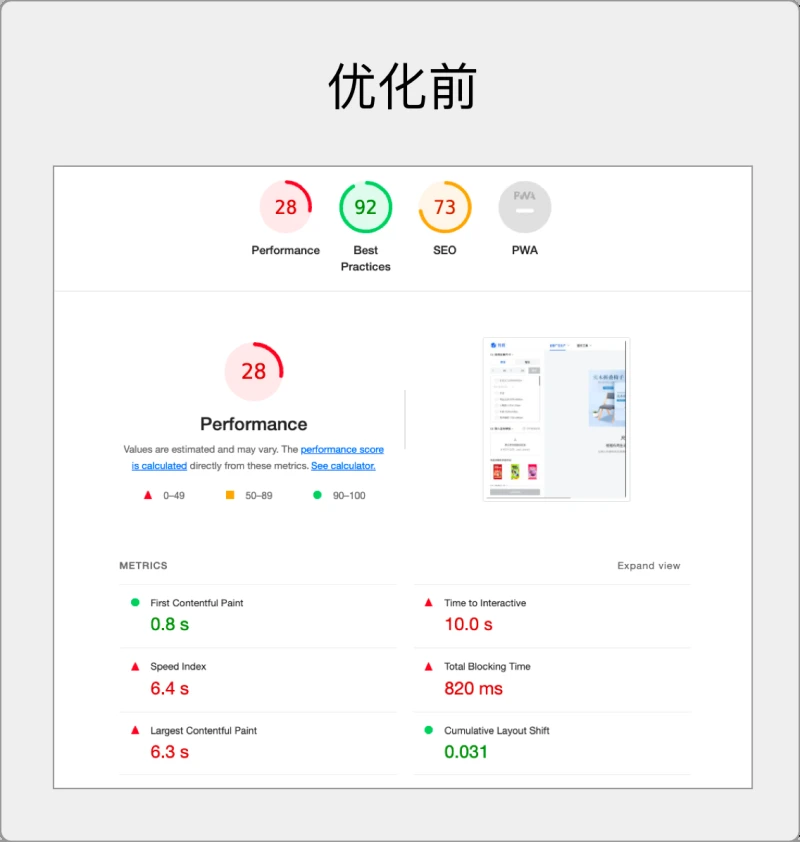 优化前
28
92
73
PWA
Performance
Best
Practices
SEO
PWA
28
Performance
Values are estimated and may vary. The performance score
is calculated directly from these metrics. See calculator.
0–49
50–89
90–100
METRICS
Expand view
First Contentful Paint
0.8 s
Time to Interactive
10.0 s
Speed Index
6.4 s
Total Blocking Time
820 ms
Largest Contentful Paint
6.3 s
Cumulative Layout Shift
0.031